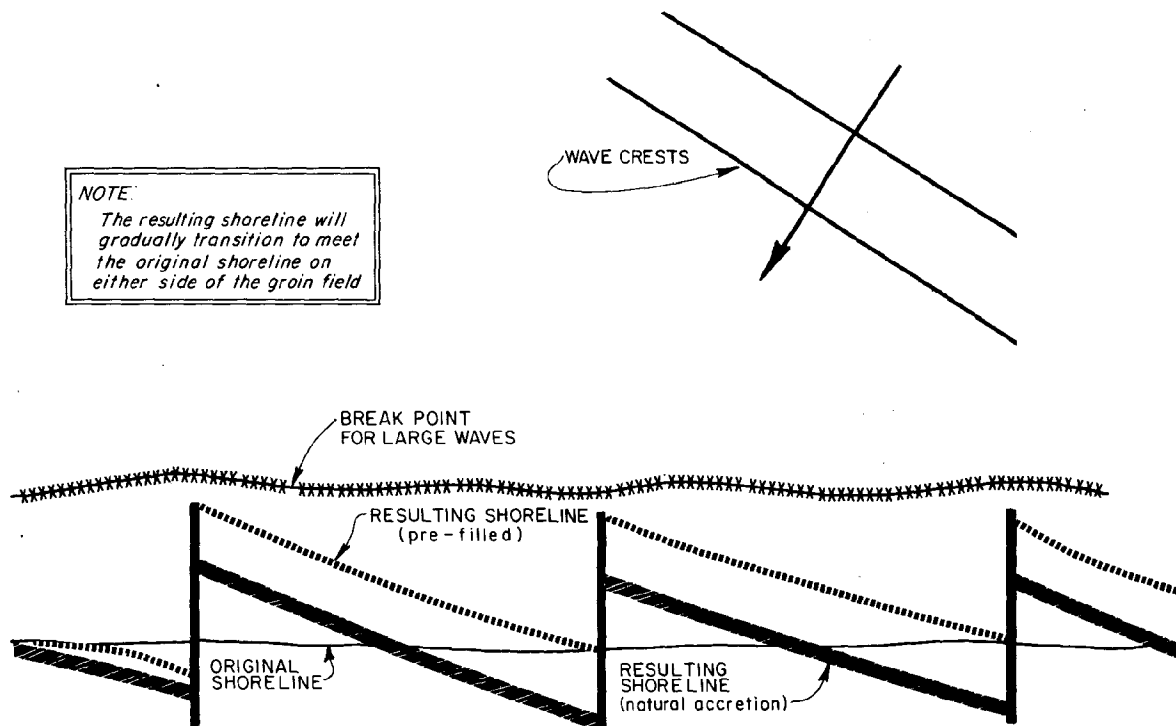 WAVE CRESTS
NOTE:
The resulting shoreline will
gradually transition to meet
the original shoreline on
either side of the groin field
BREAK POINT
FOR LARGE WAVES
RESULTING SHORELINE
(pre-filled)
ORIGINAL
SHORELINE
RESULTING
SHORELINE
(natural accretion)